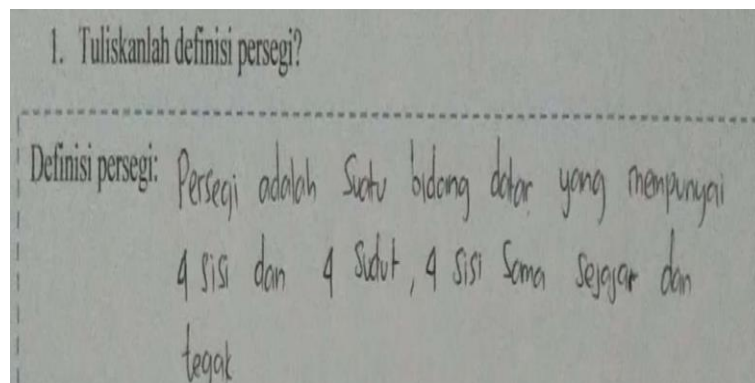 1. Tuliskanlah definisi persegi?
Definisi persegi: Persegi adalah Suatu bidang datar yang mempunyai
4 sisi dan 4 sudut, 4 sisi sama sejajar dan
tegak